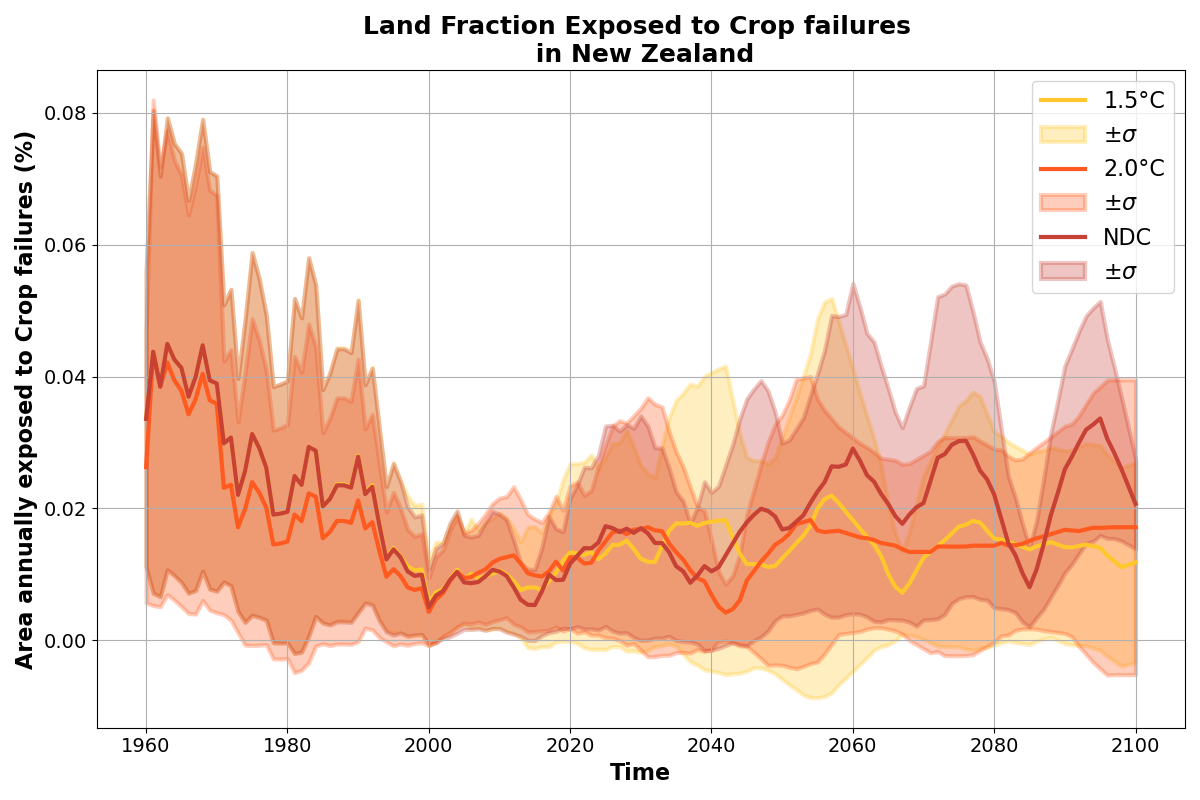 Land Fraction Exposed to Crop failures
in New Zealand
Area annually exposed to Crop failures (%)
0.08
0.06
0.04
0.02
0.00
1960
1980
2000
2020
2040
2060
2080
2100
Time
1.5°C
±σ
2.0°C
±σ
NDC
±σ